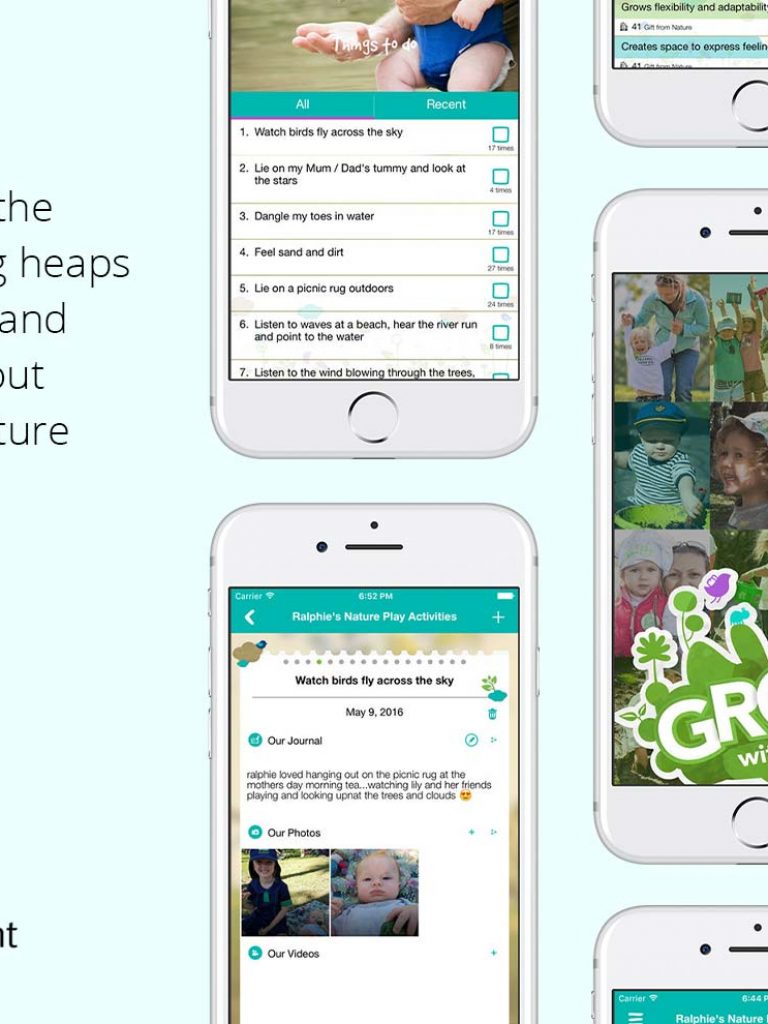 the
g heaps
and
out
ture
nt
Things to do
All
Recent
1. Watch birds fly across the sky
17 times
2. Lie on my Mum / Dad's tummy and look at
the stars
4 times
3. Dangle my toes in water
17 times
4. Feel sand and dirt
27 times
5. Lie on a picnic rug outdoors
24 times
6. Listen to waves at a beach, hear the river run
and point to the water
8 times
7. Listen to the wind blowing through the trees,
Carrier
6:52 PM
Ralphie's Nature Play Activities
Watch birds fly across the sky
May 9, 2016
Our Journal
ralphie loved hanging out on the picnic rug at the
mothers day morning tea...watching lily and her friends
playing and looking upnat the trees and clouds 😍
Our Photos
Our Videos
Grows flexibility and adaptability
41 Gift from Nature
Creates space to express feelin
41 Gift from Nature
GRO
wit
Carrier
6:44 P
Ralphie's Nature